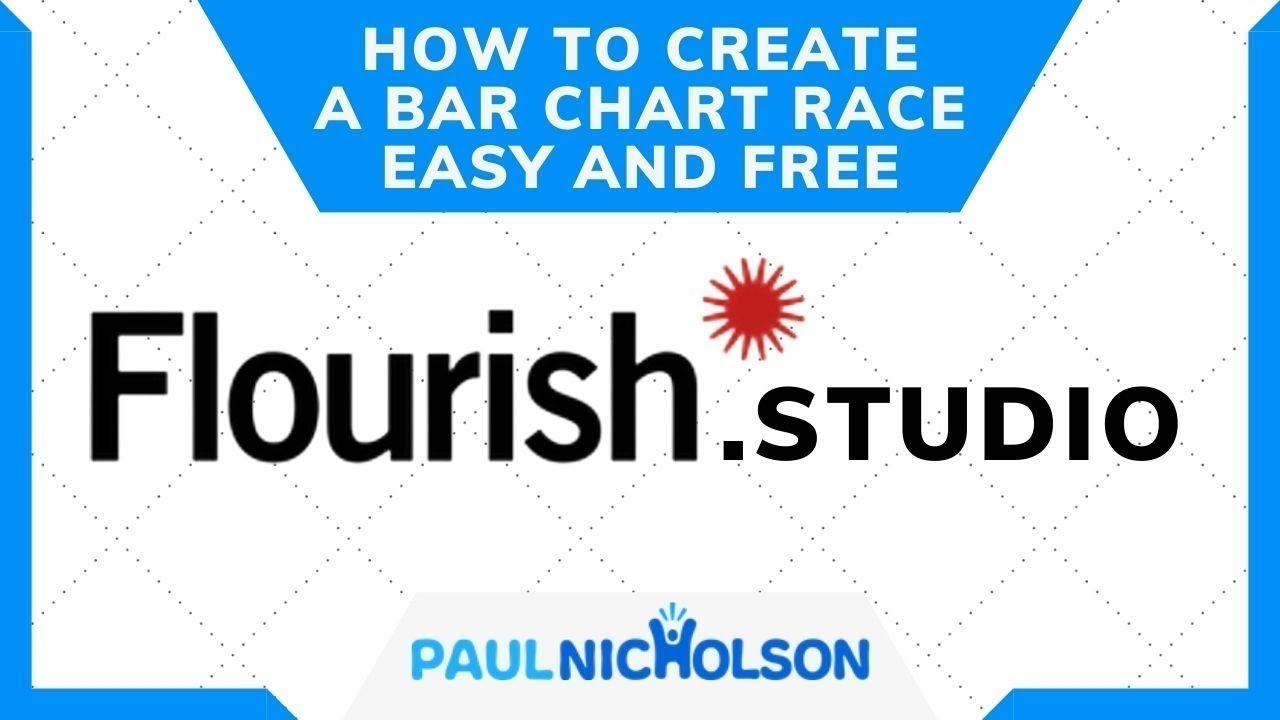 HOW TO CREATE
A BAR CHART RACE
EASY AND FREE
Flourish.STUDIO
PAULNICHOLSON